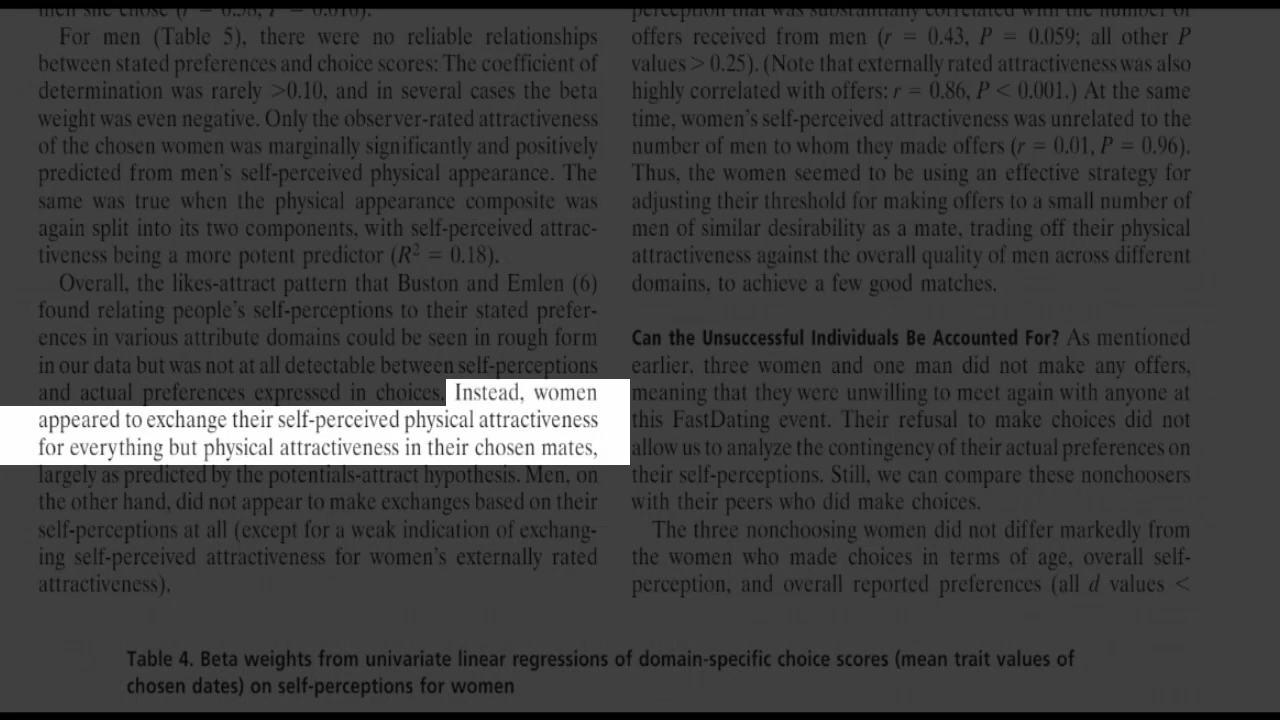 For men (Table 5), there were no reliable relationships
between stated preferences and choice scores: The coefficient of
determination was rarely >0.10, and in several cases the beta
weight was even negative. Only the observer-rated attractiveness
of the chosen women was marginally significantly and positively
predicted from men's self-perceived physical appearance. The
same was true when the physical appearance composite was
again split into its two components, with self-perceived attrac-
tiveness being a more potent predictor (R² = 0.18).
Overall, the likes-attract pattern that Buston and Emlen (6)
found relating people's self-perceptions to their stated prefer-
ences in various attribute domains could be seen in rough form
in our data but was not at all detectable between self-perceptions
and actual preferences expressed in choices. Instead, women
appeared to exchange their self-perceived physical attractiveness
for everything but physical attractiveness in their chosen mates,
largely as predicted by the potentials-attract hypothesis. Men, on
the other hand, did not appear to make exchanges based on their
self-perceptions at all (except for a weak indication of exchang-
ing self-perceived attractiveness for women's externally rated
attractiveness).
perception that was substantially correlated with the number of
offers received from men (r = 0.43, P = 0.059; all other P
values > 0.25). (Note that externally rated attractiveness was also
highly correlated with offers: r = 0.86, P < 0.001.) At the same
time, women's self-perceived attractiveness was unrelated to the
number of men to whom they made offers (r = 0.01, P = 0.96).
Thus, the women seemed to be using an effective strategy for
adjusting their threshold for making offers to a small number of
men of similar desirability as a mate, trading off their physical
attractiveness against the overall quality of men across different
domains, to achieve a few good matches.
Can the Unsuccessful Individuals Be Accounted For? As mentioned
earlier, three women and one man did not make any offers,
meaning that they were unwilling to meet again with anyone at
this FastDating event. Their refusal to make choices did not
allow us to analyze the contingency of their actual preferences on
their self-perceptions. Still, we can compare these nonchoosers
with their peers who did make choices.
The three nonchoosing women did not differ markedly from
the women who made choices in terms of age, overall self-
perception, and overall reported preferences (all d values <
Table 4. Beta weights from univariate linear regressions of domain-specific choice scores (mean trait values of
chosen dates) on self-perceptions for women